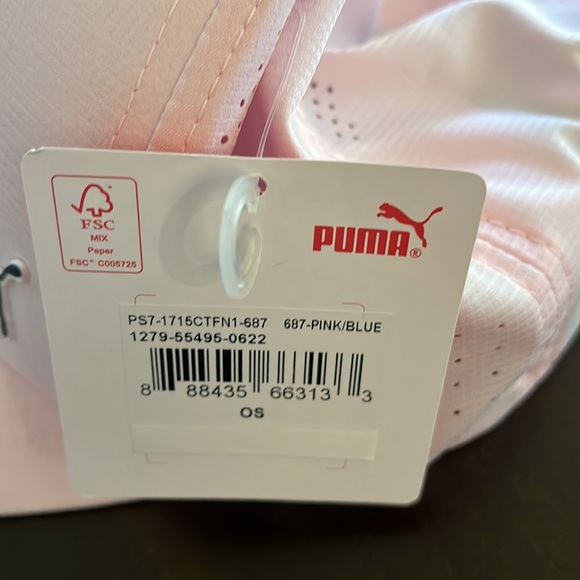 FSC
MIX
Paper
FSC™ C005725
PUMA®
PS7-1715CTFN1-687 687-PINK/BLUE
1279-55495-0622
8 88435 66313 3
OS